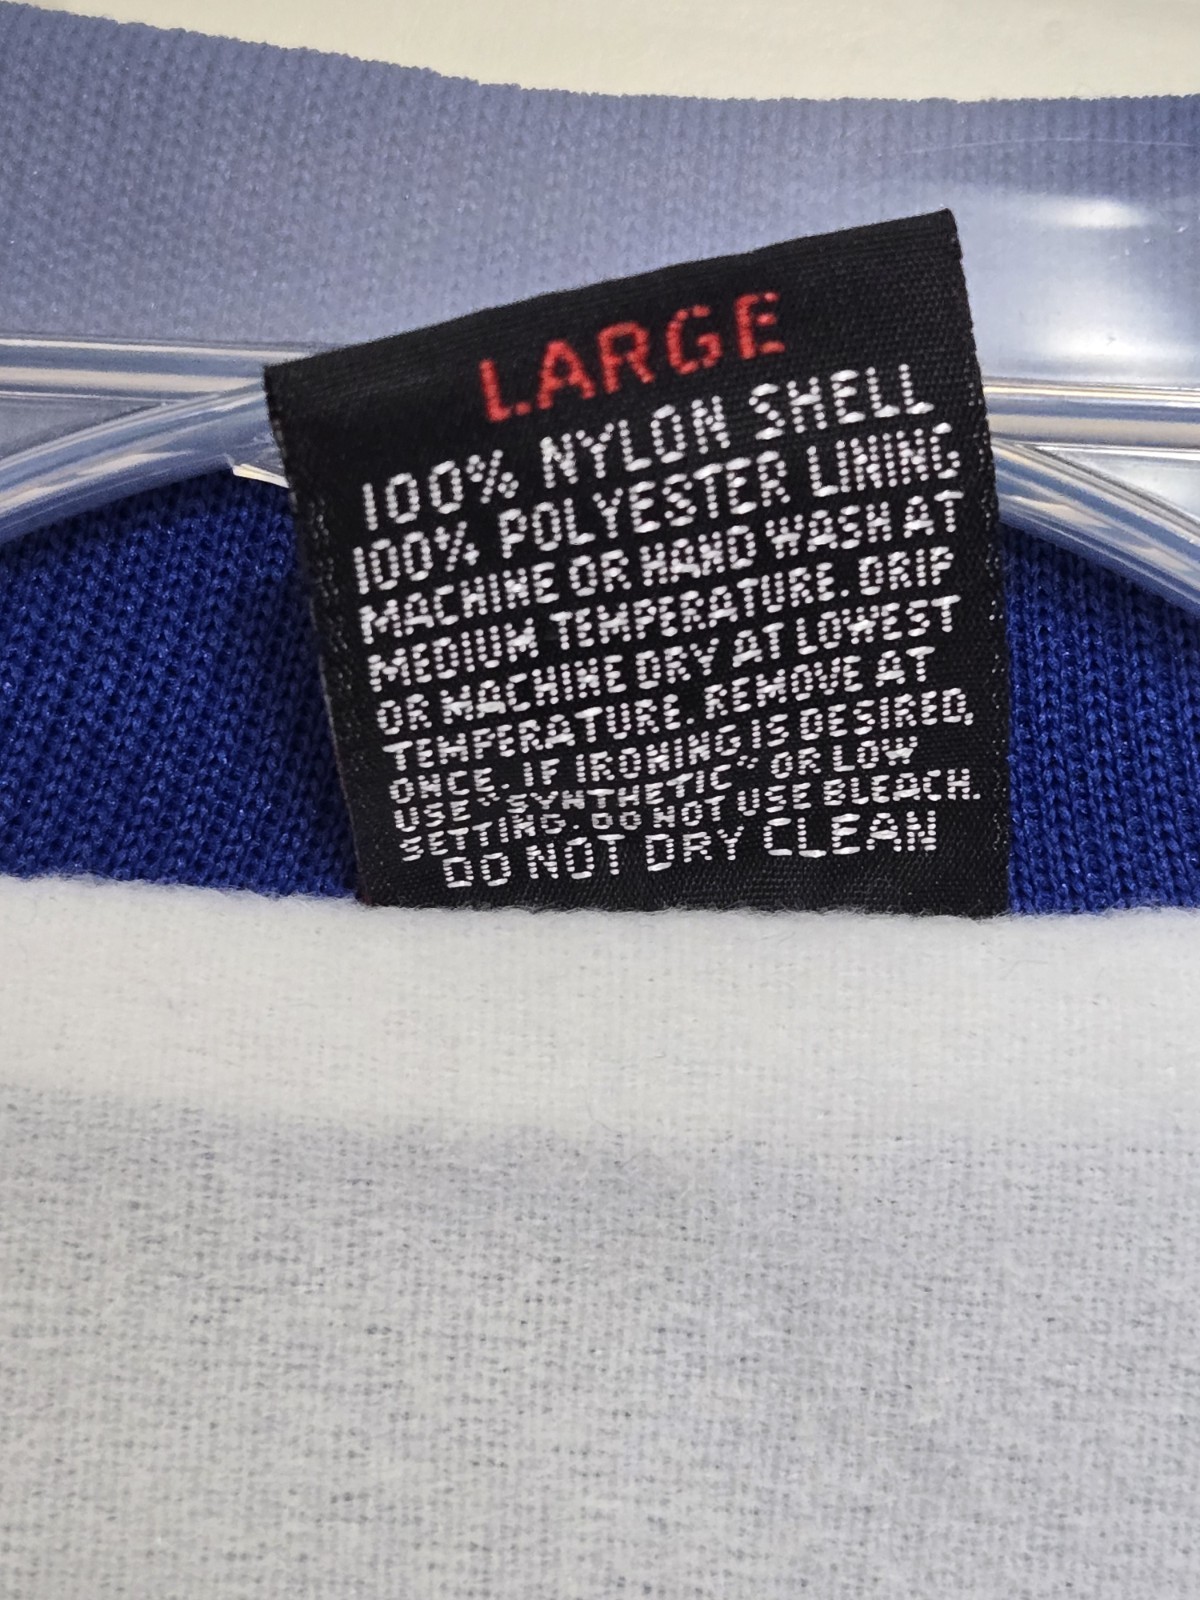 LARGE
100% NYLON SHELL
100% POLYESTER LINING
MACHINE OR HAND WASH AT
MEDIUM TEMPERATURE. DRIP
OR MACHINE DRY AT LOWEST
TEMPERATURE. REMOVE AT
ONCE. IF IRONING IS DESIRED,
USE "SYNTHETIC" OR LOW
SETTING. DO NOT USE BLEACH.
DO NOT DRY CLEAN